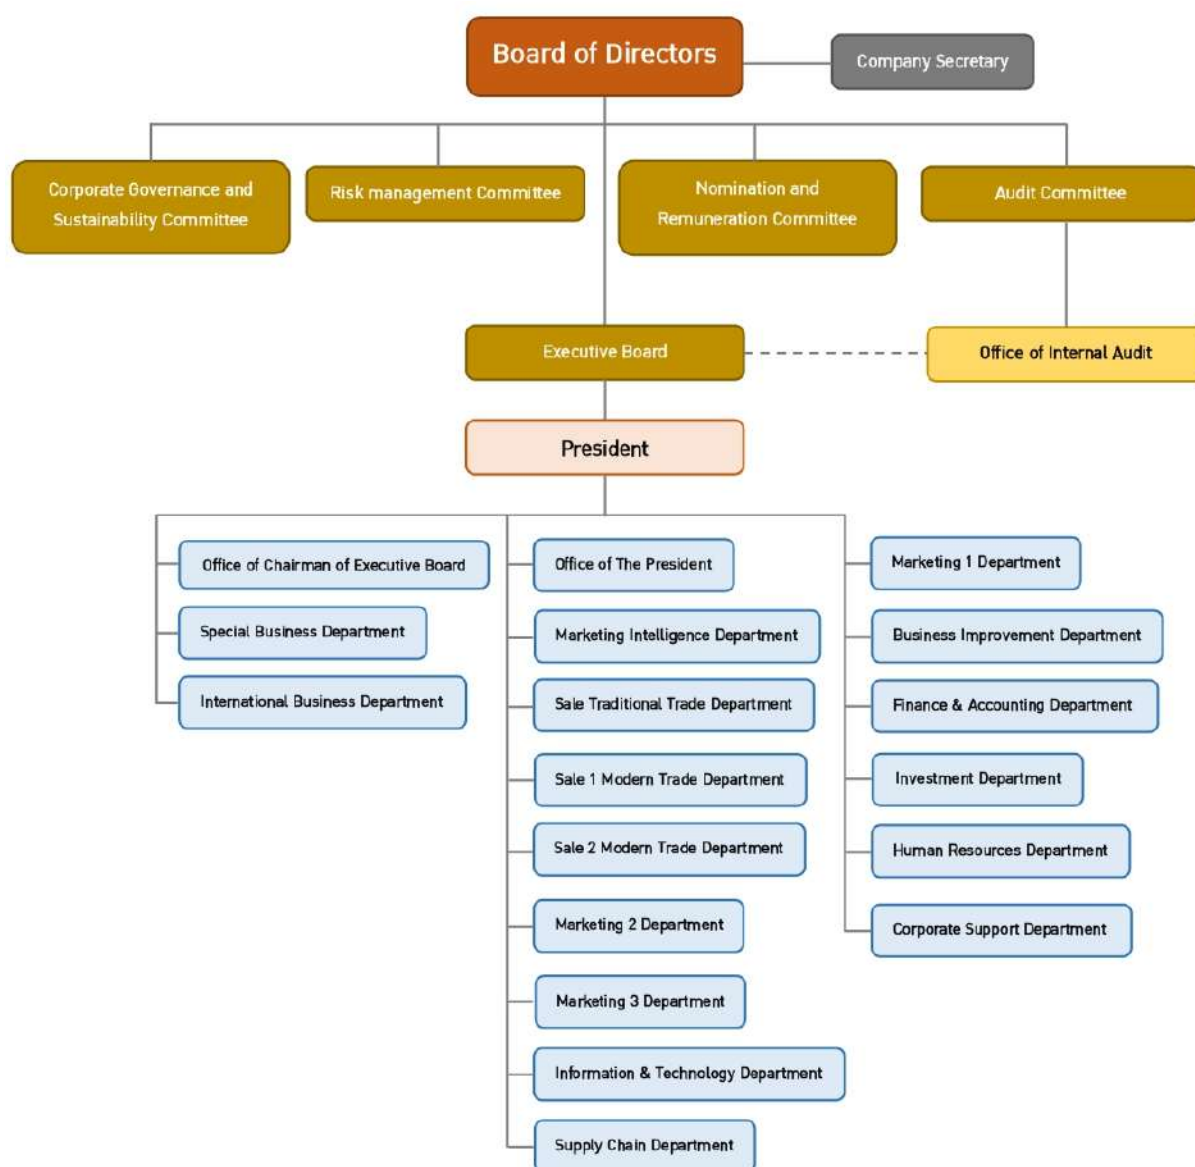 Board of Directors
Company Secretary
Corporate Governance and
Sustainability Committee
Risk management Committee
Nomination and
Remuneration Committee
Audit Committee
Executive Board
Office of Internal Audit
President
Office of Chairman of Executive Board
Special Business Department
International Business Department
Office of The President
Marketing Intelligence Department
Sale Traditional Trade Department
Sale 1 Modern Trade Department
Sale 2 Modern Trade Department
Marketing 2 Department
Marketing 3 Department
Information & Technology Department
Supply Chain Department
Marketing 1 Department
Business Improvement Department
Finance & Accounting Department
Investment Department
Human Resources Department
Corporate Support Department